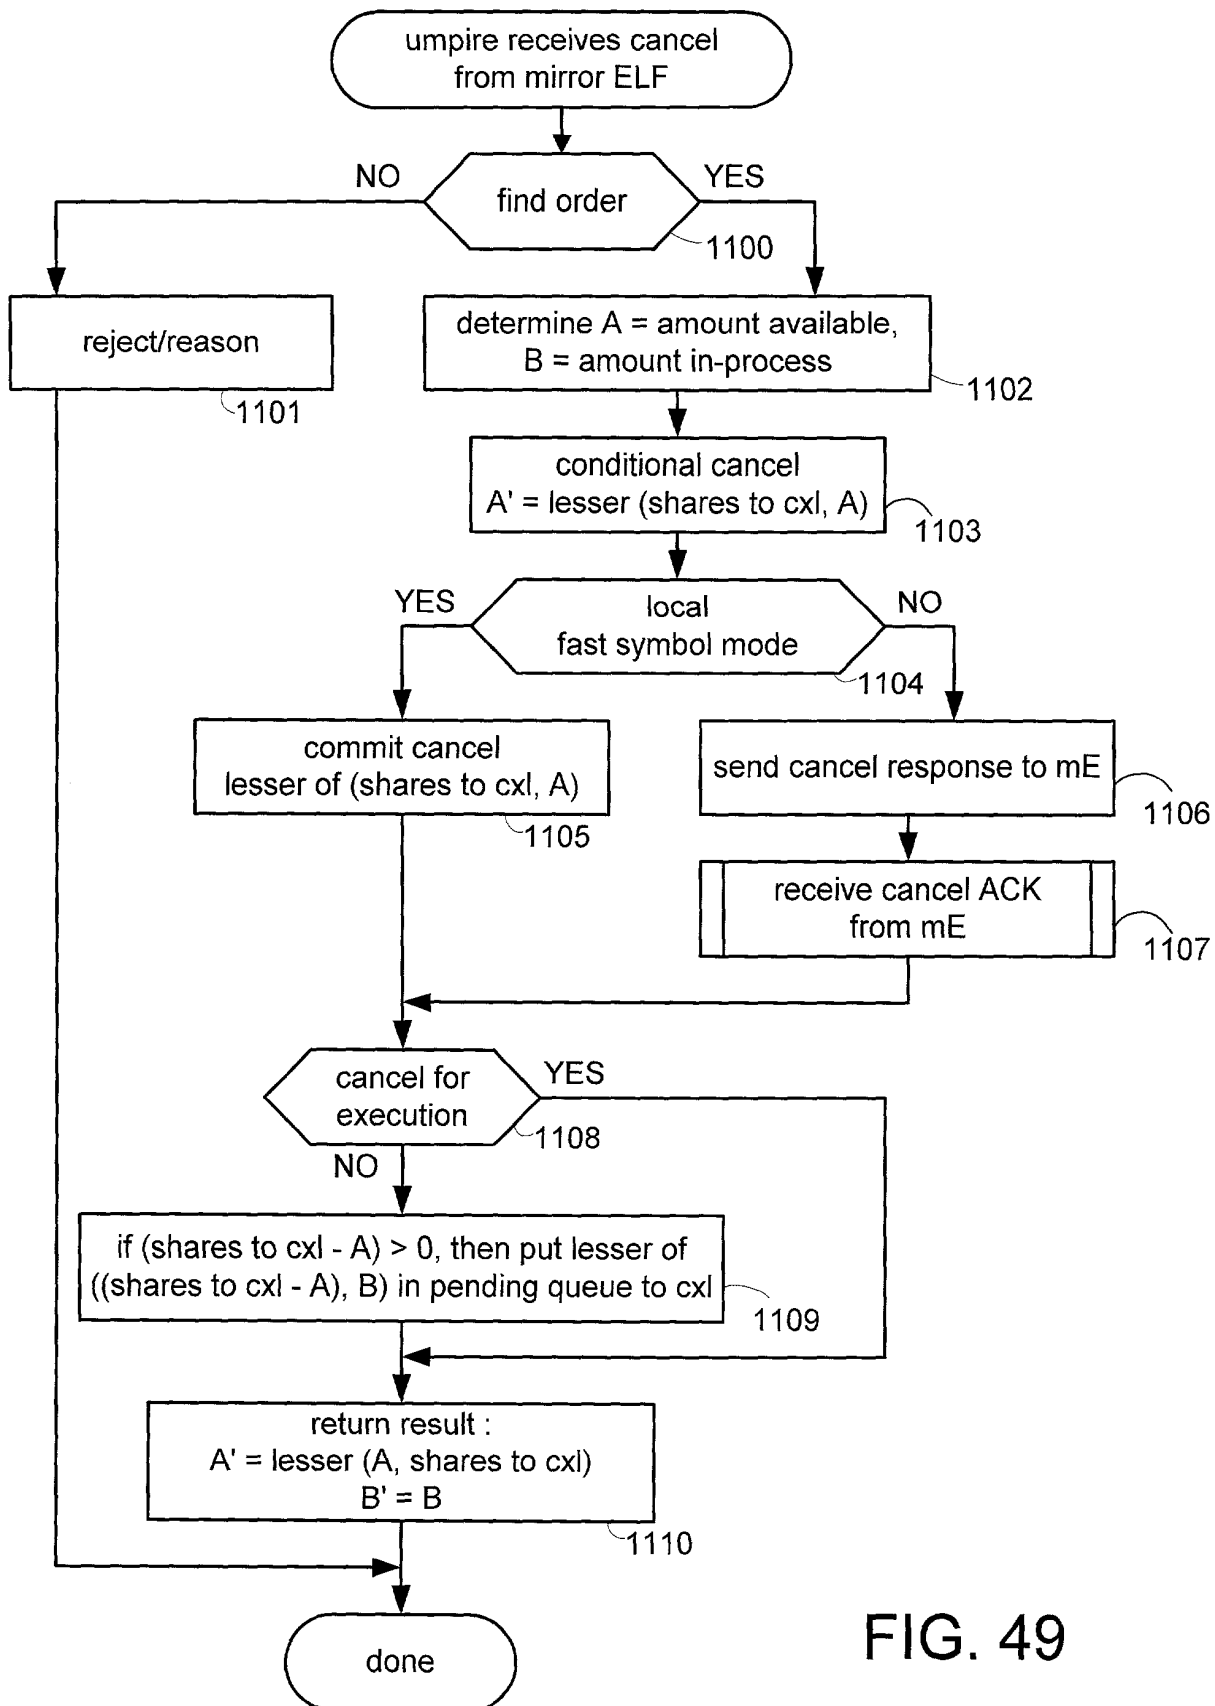 umpire receives cancel
from mirror ELF
NO
YES
find order
1100
reject/reason
1101
determine A = amount available,
B = amount in-process
1102
conditional cancel
A' = lesser (shares to cxl, A)
1103
YES
local
fast symbol mode
NO
1104
commit cancel
lesser of (shares to cxl, A)
1105
send cancel response to mE
1106
receive cancel ACK
from mE
1107
cancel for
execution
YES
1108
NO
if (shares to cxl - A) > 0, then put lesser of
((shares to cxl - A), B) in pending queue to cxl
1109
return result :
A' = lesser (A, shares to cxl)
B' = B
1110
done
FIG. 49